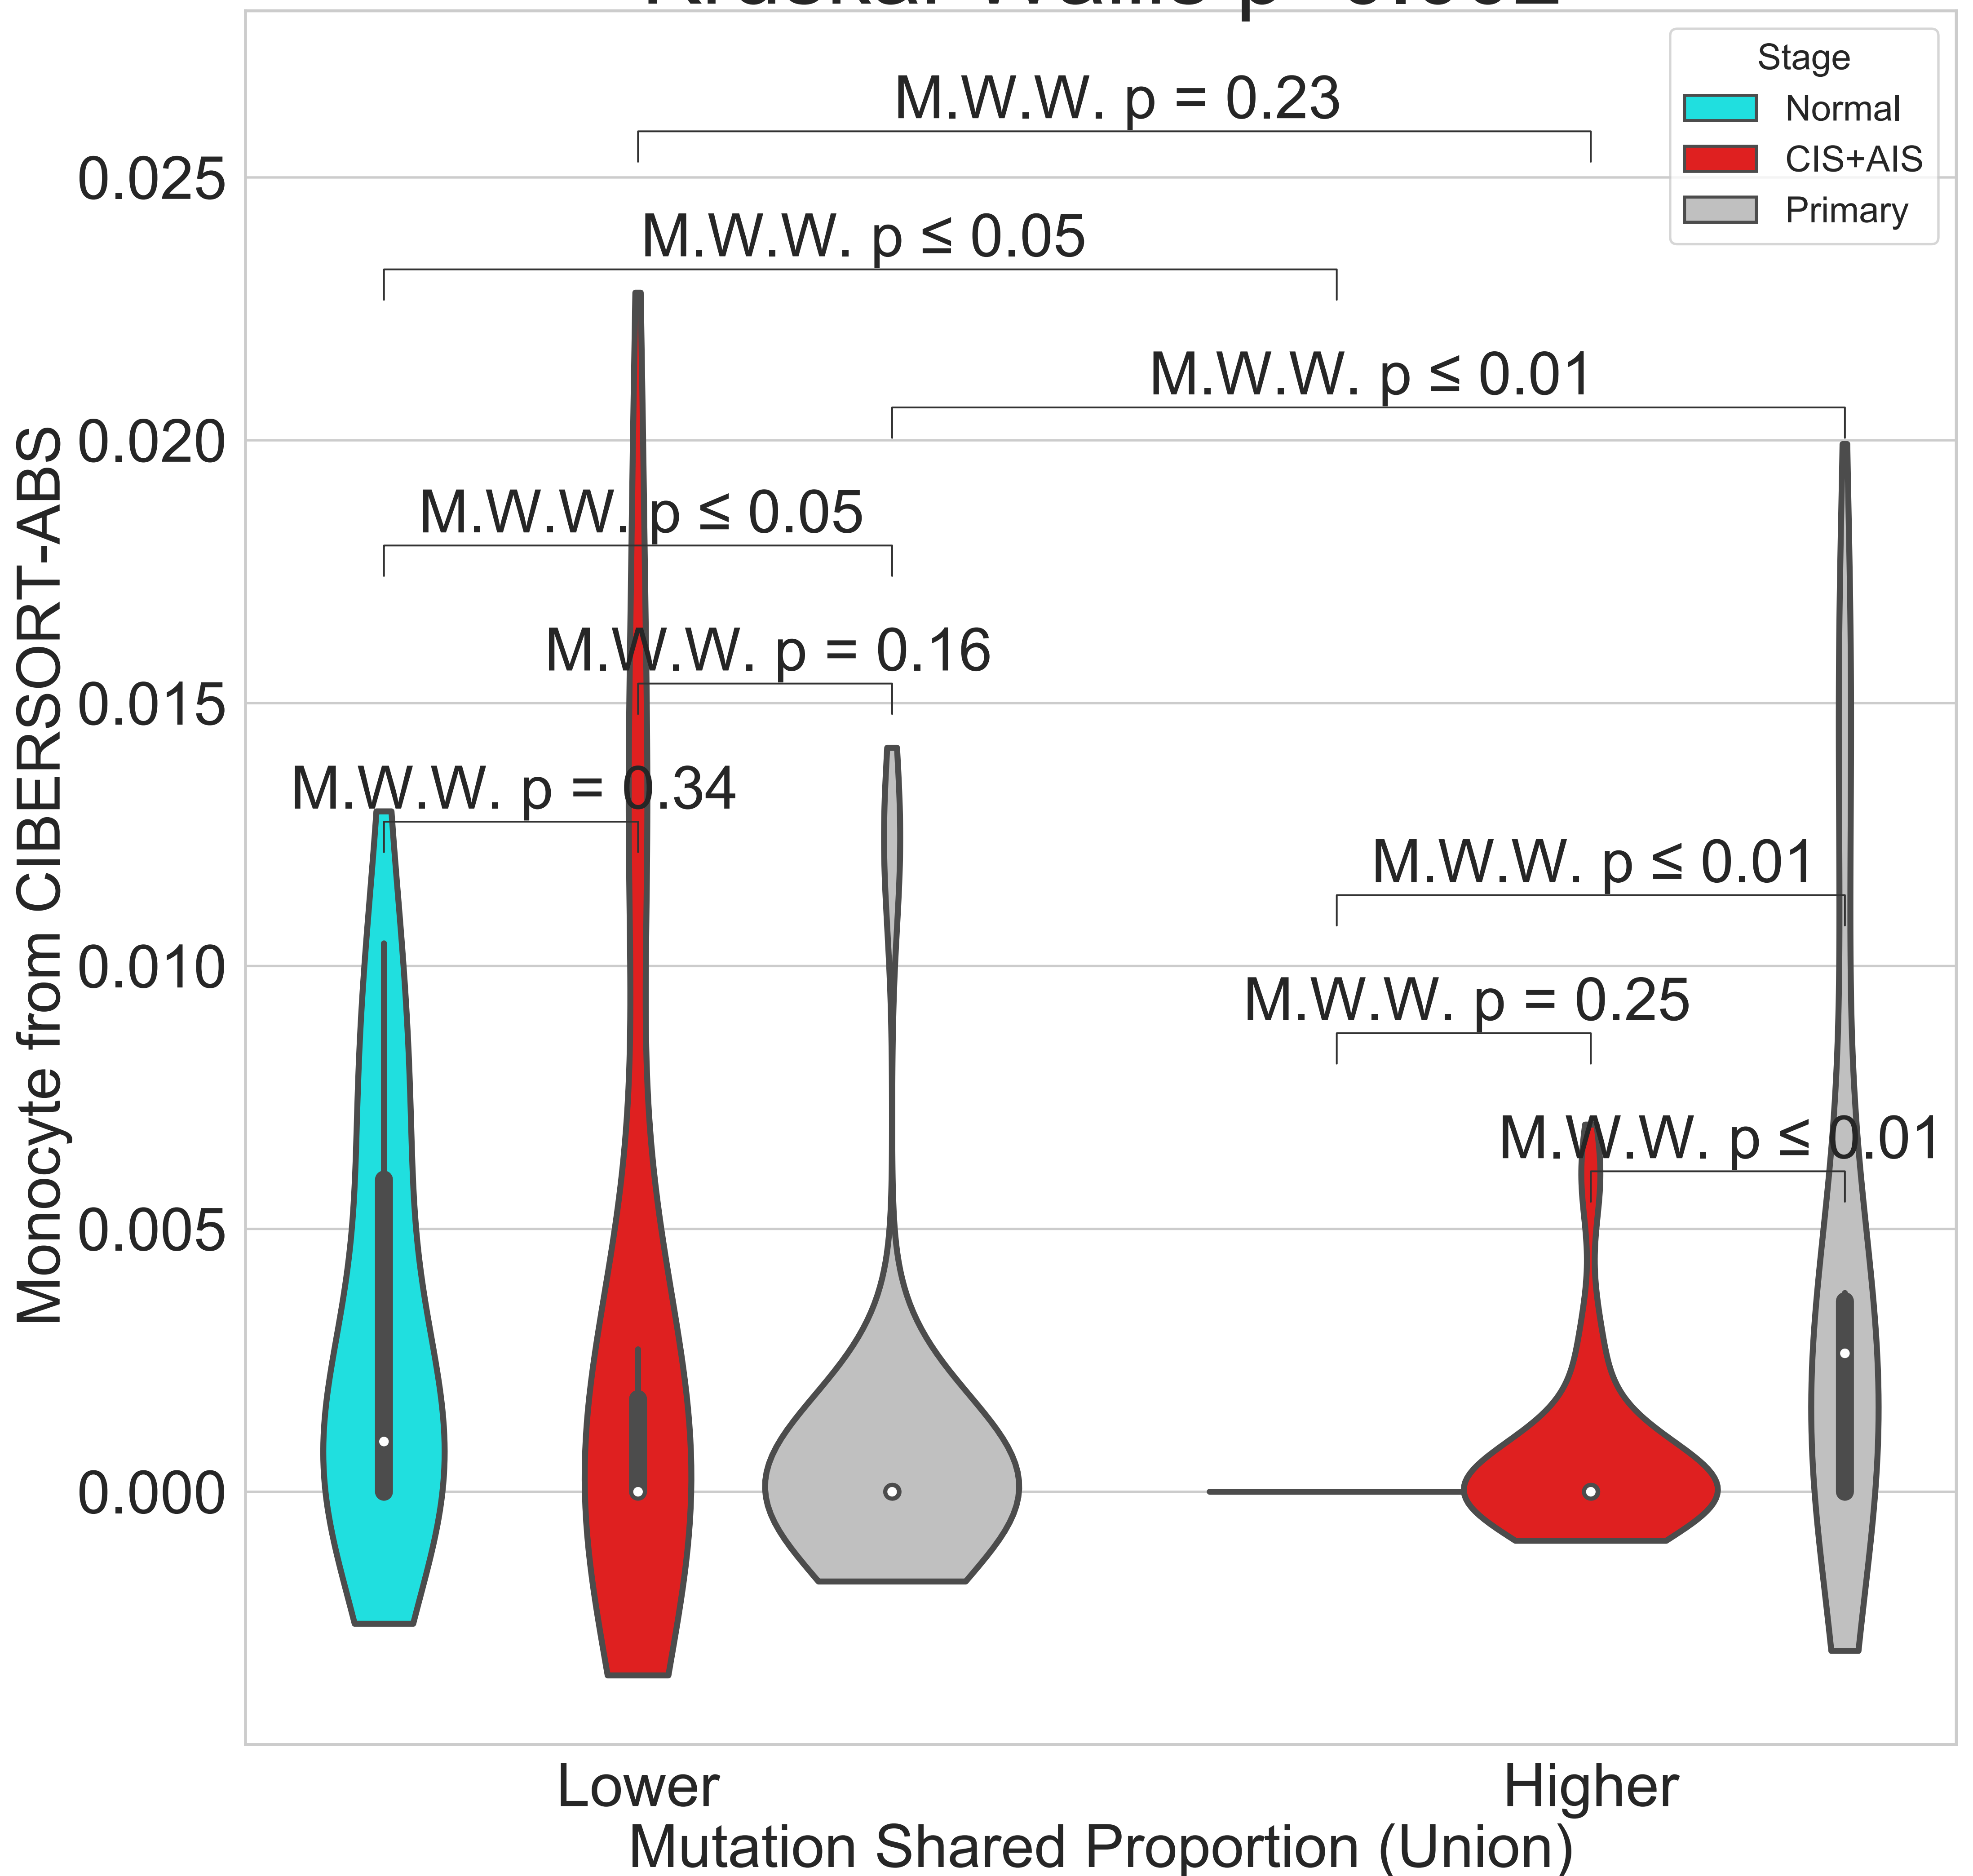 Stage
Normal
CIS+AIS
Primary
M.W.W. p = 0.23
M.W.W. p ≤ 0.05
M.W.W. p ≤ 0.01
M.W.W. p ≤ 0.05
M.W.W. p = 0.16
M.W.W. p = 0.34
M.W.W. p ≤ 0.01
M.W.W. p = 0.25
M.W.W. p ≤ 0.01
0.025
0.020
0.015
0.010
0.005
0.000
Monocyte from CIBERSORT-ABS
Lower
Higher
Mutation Shared Proportion (Union)